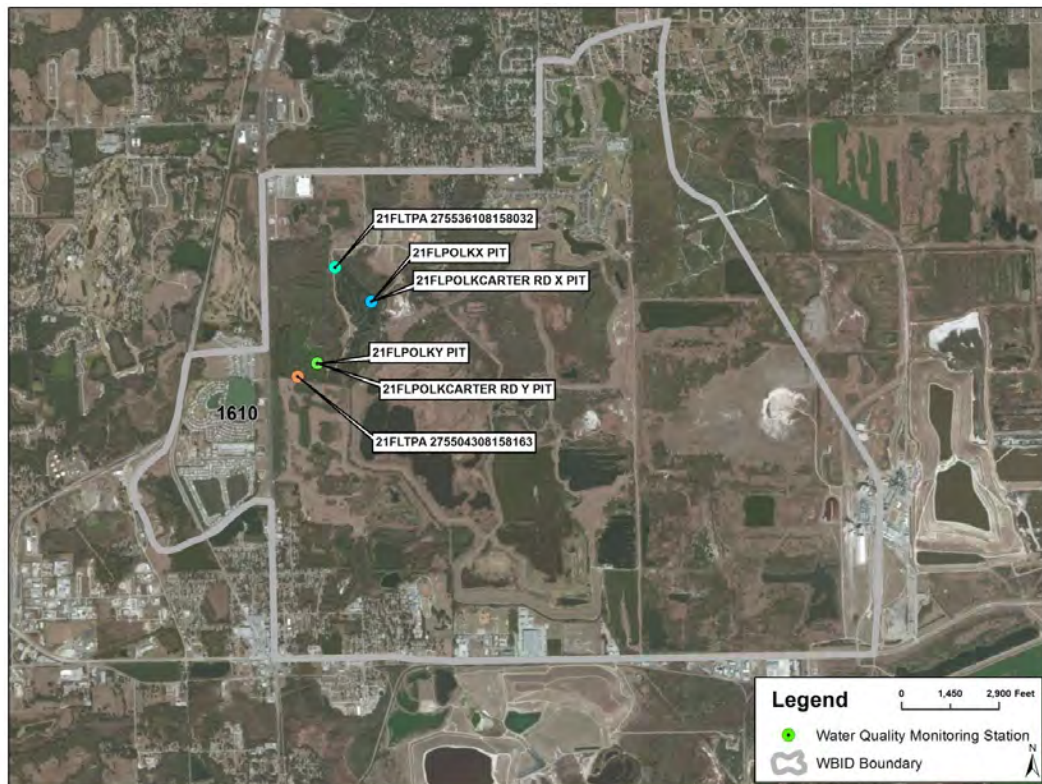 21FLTPA 275536108158032
21FLPOLKX PIT
21FLPOLKCARTER RD X PIT
21FLPOLKY PIT
21FLPOLKCARTER RD Y PIT
1610
21FLTPA 275504308158163
Legend
0 1,450 2,900 Feet
Water Quality Monitoring Station
WBID Boundary
N